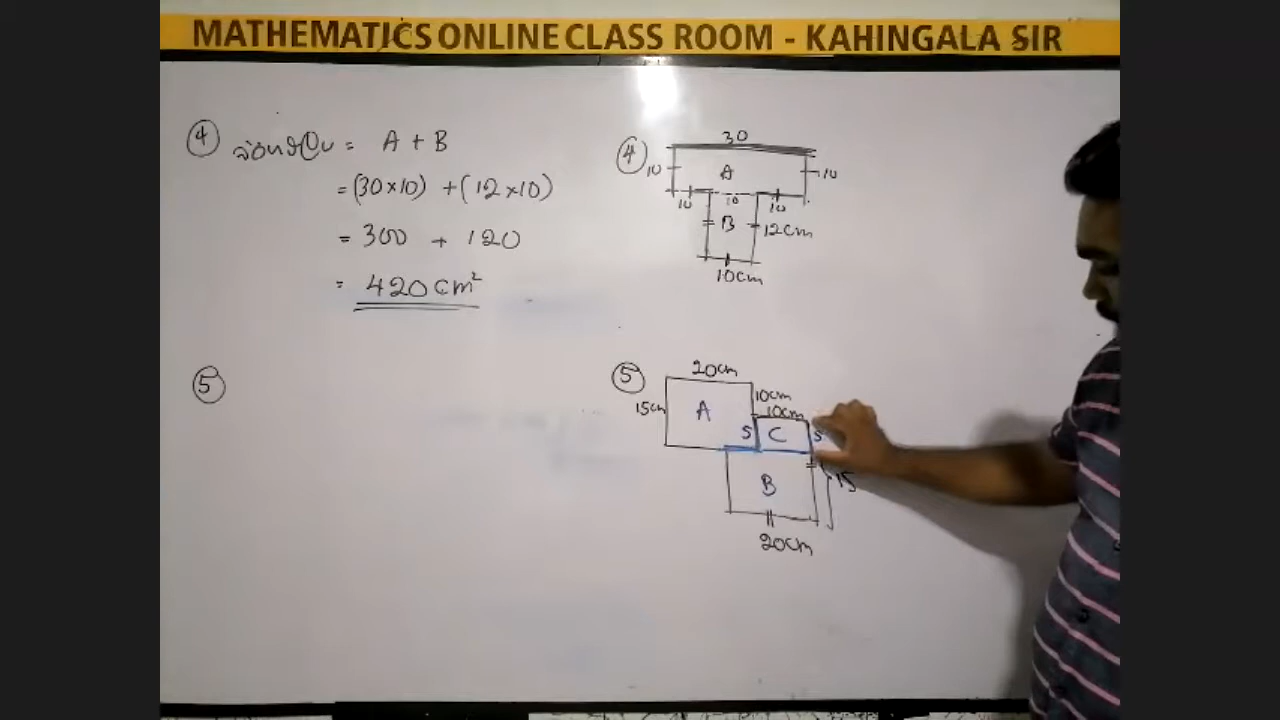 MATHEMATICS ONLINE CLASS ROOM - KAHINGALA SIR
4 වර්ගඵලය = A + B
= (30×10) + (12×10)
= 300 + 120
= 420 cm²
4
30
10 A 10
10 10 10
B 12cm
10cm
5
5
20cm
15cm A 10cm
10cm
5 C 5
B 15
20cm